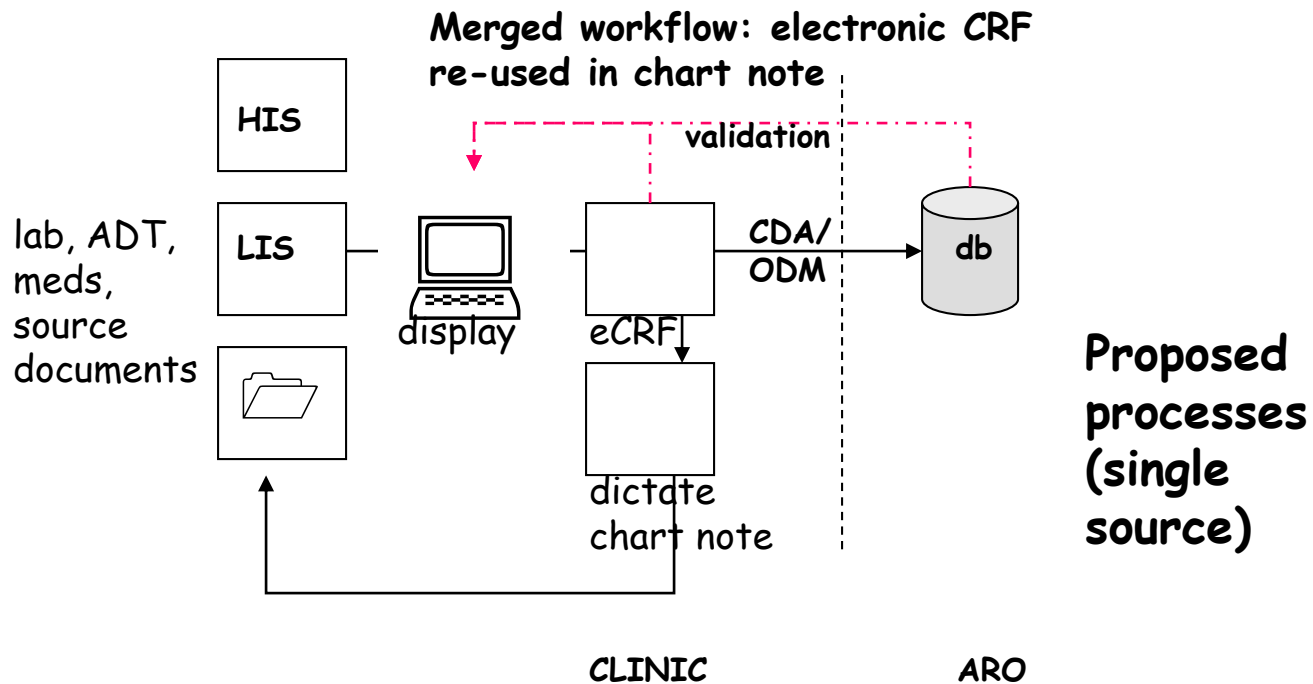 Merged workflow: electronic CRF
re-used in chart note
HIS
validation
lab, ADT,
meds,
source
documents
LIS
CDA/
ODM
db
display
eCRF
Proposed
processes
(single
source)
dictate
chart note
CLINIC
ARO